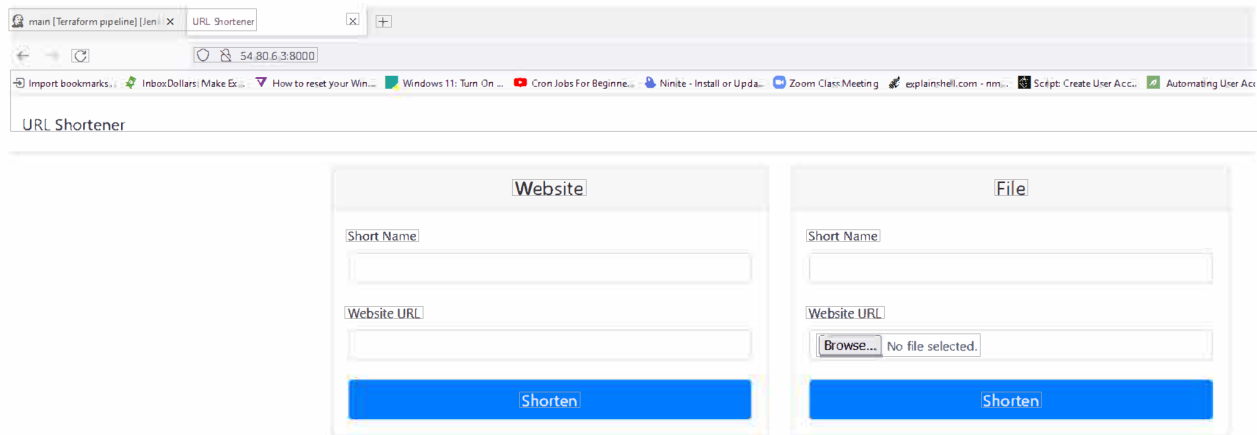 main [Terraform pipeline] [Jen
URL Shortener
54.80.6.3:8000
Import bookmarks... InboxDollars: Make Ex... How to reset your Win... Windows 11: Turn On ... Cron Jobs For Beginne... Ninite - Install or Upda... Zoom Class Meeting explainshell.com - nm... Script: Create User Acc... Automating User Acc
URL Shortener
Website
Short Name
Website URL
Shorten
File
Short Name
Website URL
Browse... No file selected.
Shorten